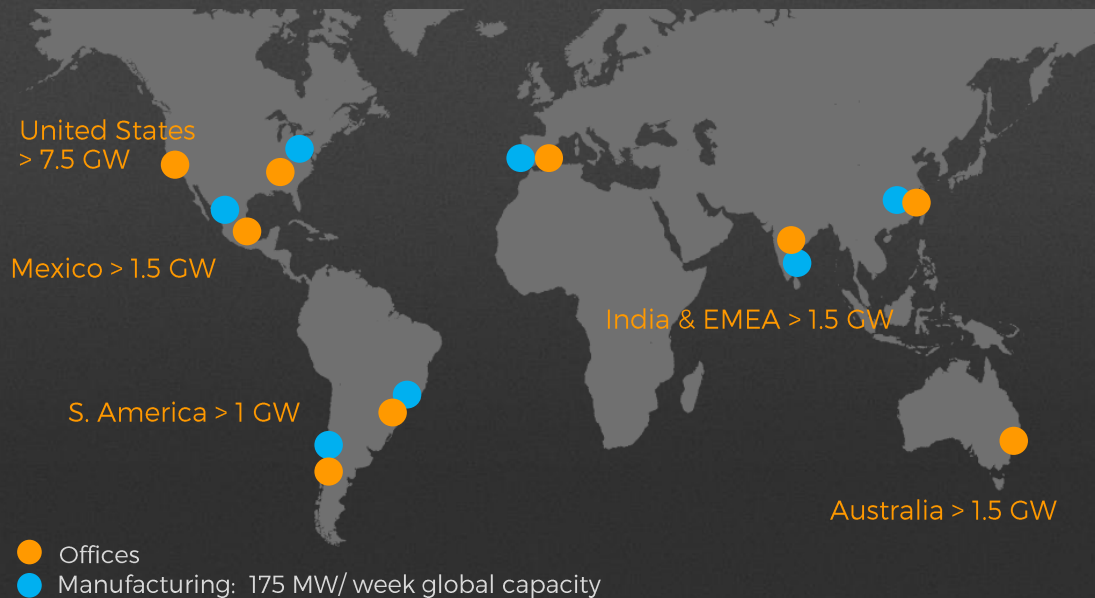 United States
> 7.5 GW
Mexico > 1.5 GW
India & EMEA > 1.5 GW
S. America > 1 GW
Australia > 1.5 GW
Offices
Manufacturing: 175 MW/ week global capacity